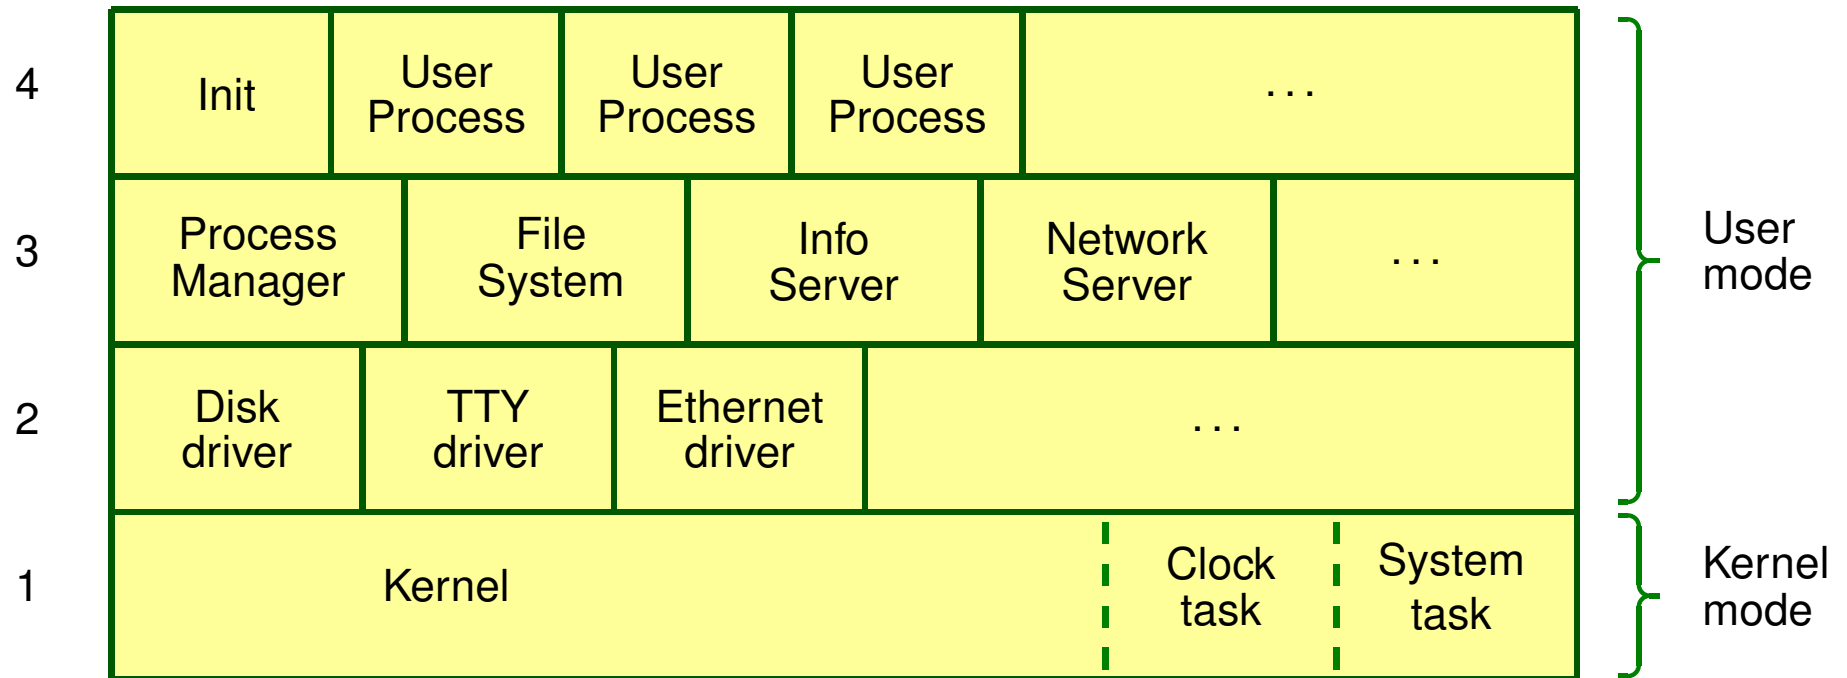 4
Init
User
Process
User
Process
User
Process
...
3
Process
Manager
File
System
Info
Server
Network
Server
...
User
mode
2
Disk
driver
TTY
driver
Ethernet
driver
...
1
Kernel
Clock
task
System
task
Kernel
mode